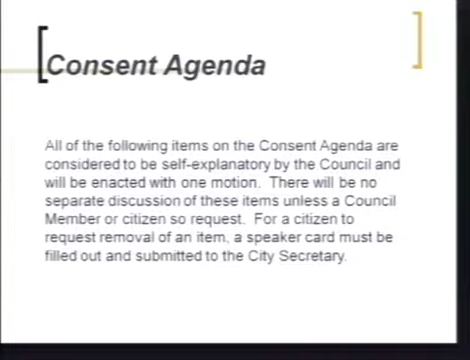 Consent Agenda
All of the following items on the Consent Agenda are
considered to be self-explanatory by the Council and
will be enacted with one motion.  There will be no
separate discussion of these items unless a Council
Member or citizen so request.  For a citizen to
request removal of an item, a speaker card must be
filled out and submitted to the City Secretary.